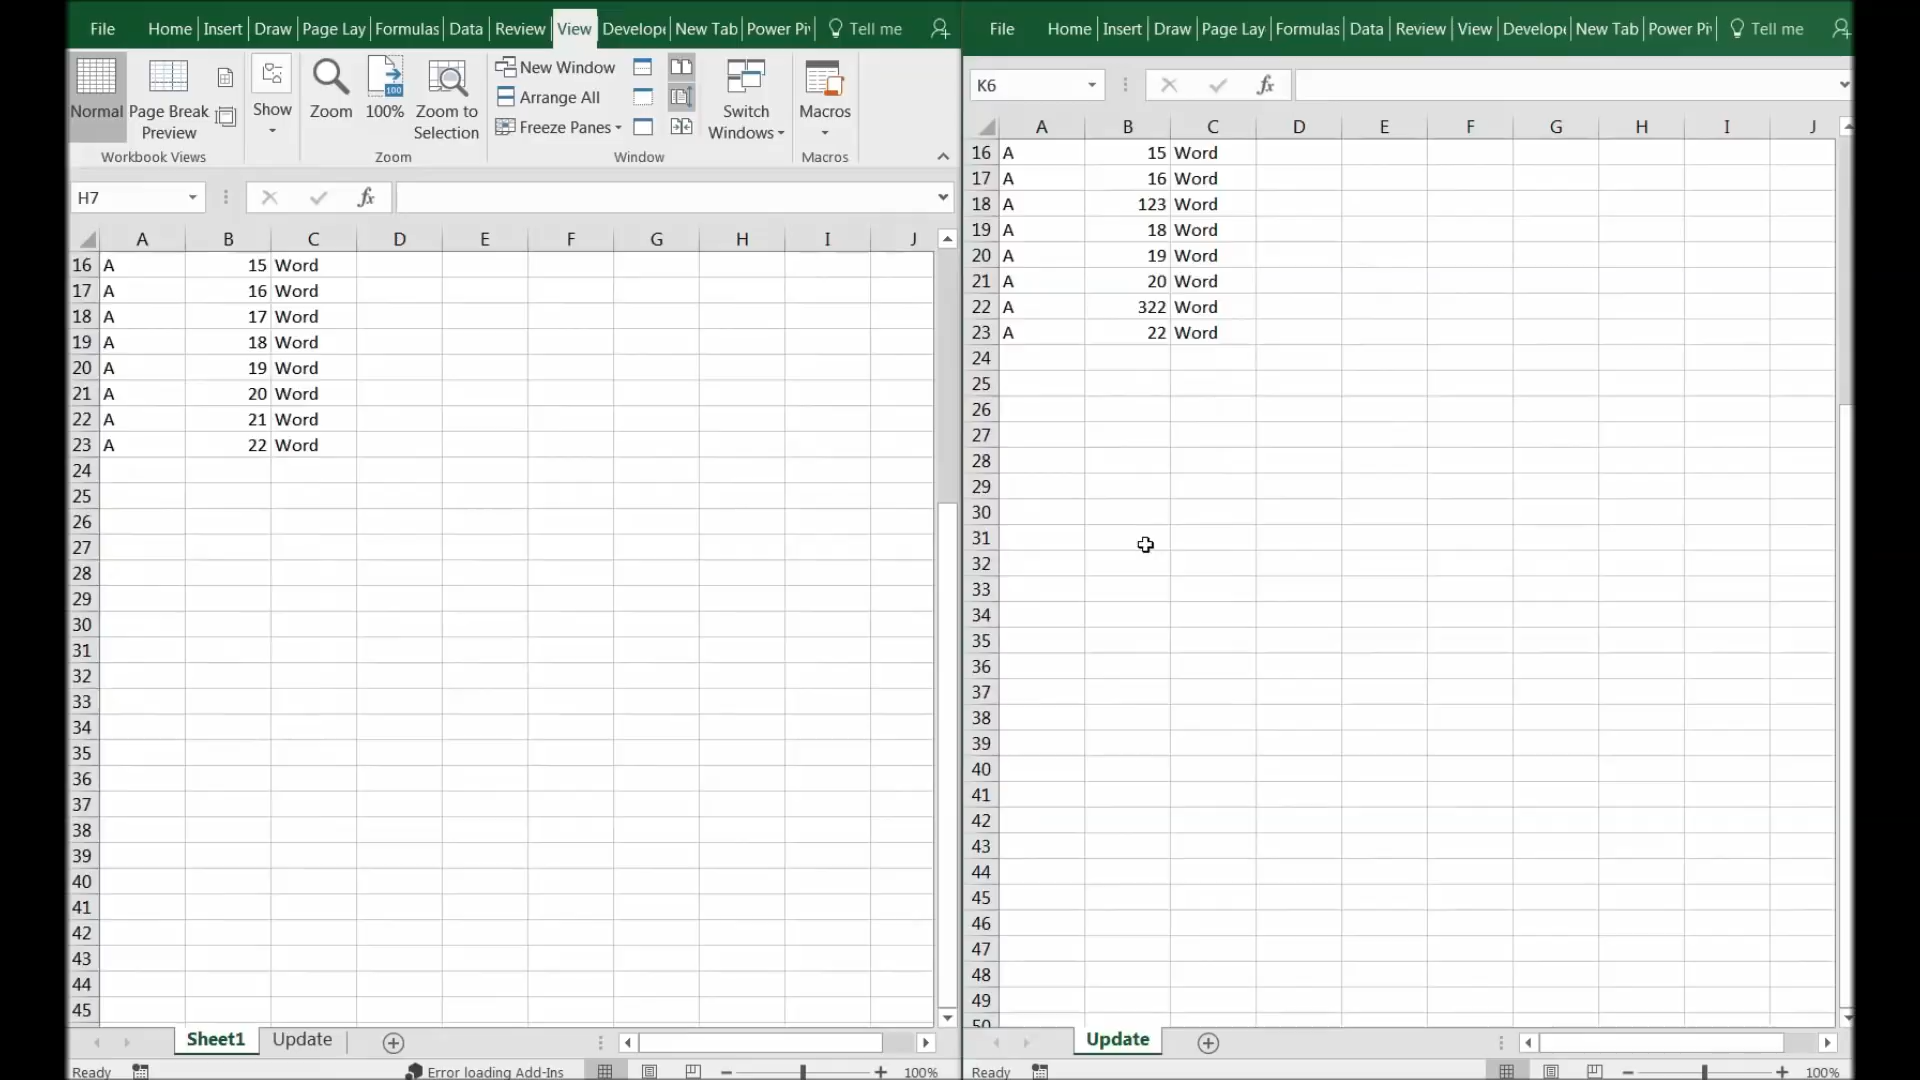 File Home Insert Draw Page Lay Formulas Data Review View Develope New Tab Power Piv Tell me
Normal Page Break Preview Show Zoom 100% Zoom to Selection
New Window
Arrange All
Freeze Panes
Switch Windows Macros
Workbook Views Zoom Window Macros
H7 fx
A B C D E F G H I J
16 A 15 Word
17 A 16 Word
18 A 17 Word
19 A 18 Word
20 A 19 Word
21 A 20 Word
22 A 21 Word
23 A 22 Word
24
25
26
27
28
29
30
31
32
33
34
35
36
37
38
39
40
41
42
43
44
45
Sheet1 Update
Ready Error loading Add-Ins 100%
File Home Insert Draw Page Lay Formulas Data Review View Develope New Tab Power Piv Tell me
K6 fx
A B C D E F G H I J
16 A 15 Word
17 A 16 Word
18 A 123 Word
19 A 18 Word
20 A 19 Word
21 A 20 Word
22 A 322 Word
23 A 22 Word
24
25
26
27
28
29
30
31
32
33
34
35
36
37
38
39
40
41
42
43
44
45
46
47
48
49
50
Update
Ready 100%